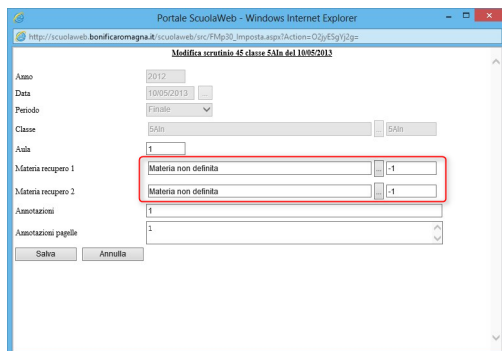 Portale ScuolaWeb - Windows Internet Explorer
http://scuolaweb.bonificaromagna.it/scuolaweb/src/FMp30_Imposta.aspx?Action=O2jyESgYj2g=
Modifica scrutinio 45 classe 5AIn del 10/05/2013
Anno 2012
Data 10/05/2013 ...
Periodo Finale
Classe 5AIn ... 5AIn
Aula 1
Materia recupero 1 Materia non definita ... -1
Materia recupero 2 Materia non definita ... -1
Annotazioni 1
Annotazioni pagelle 1
Salva Annulla